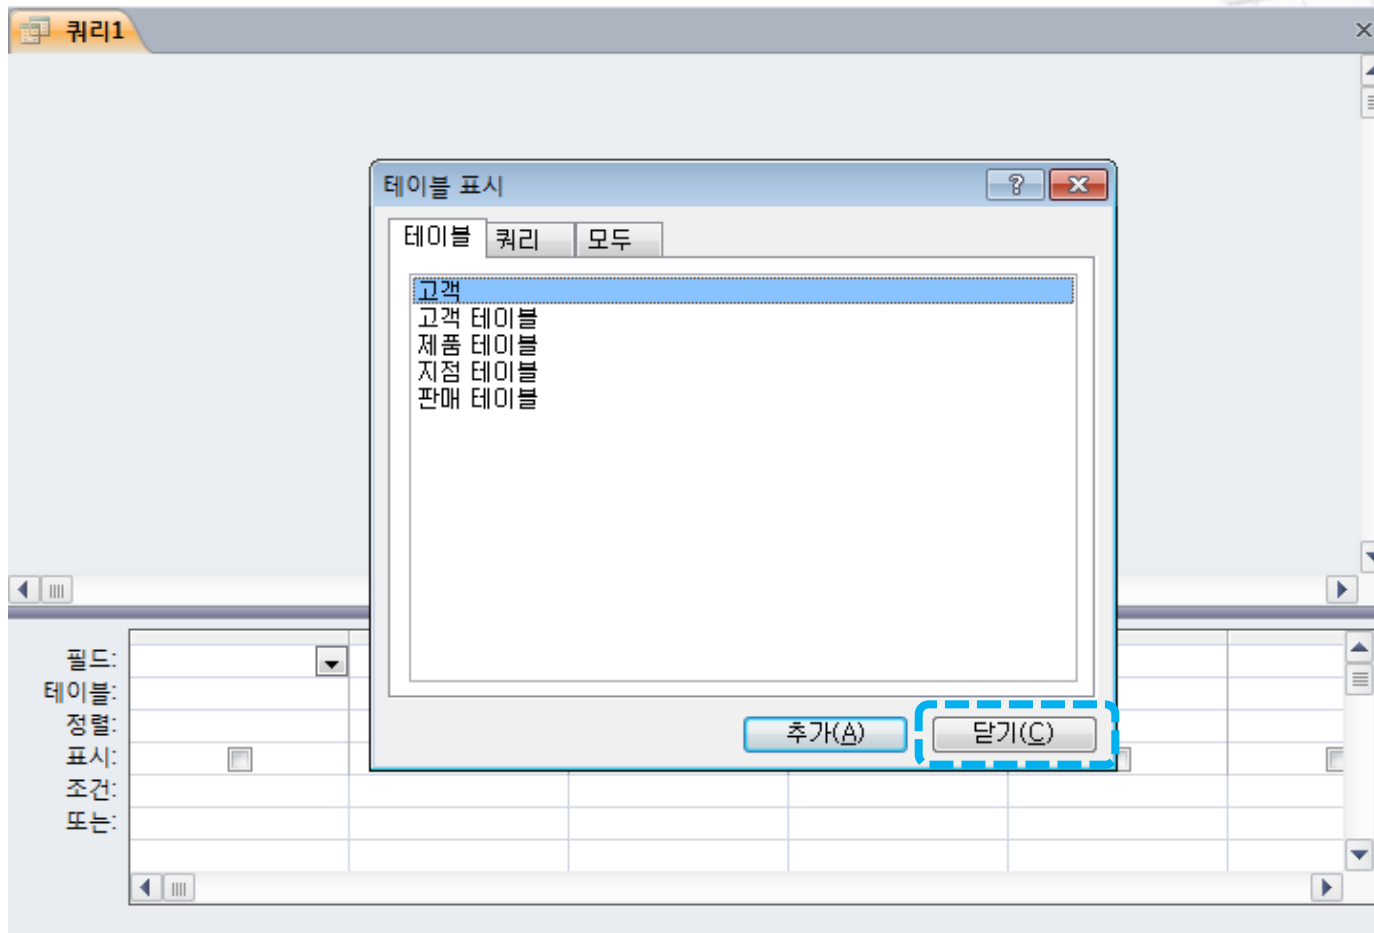 쿼리1
테이블 표시
테이블 쿼리 모두
고객
고객 테이블
제품 테이블
지점 테이블
판매 테이블
추가(A) 닫기(C)
필드:
테이블:
정렬:
표시:
조건:
또는: